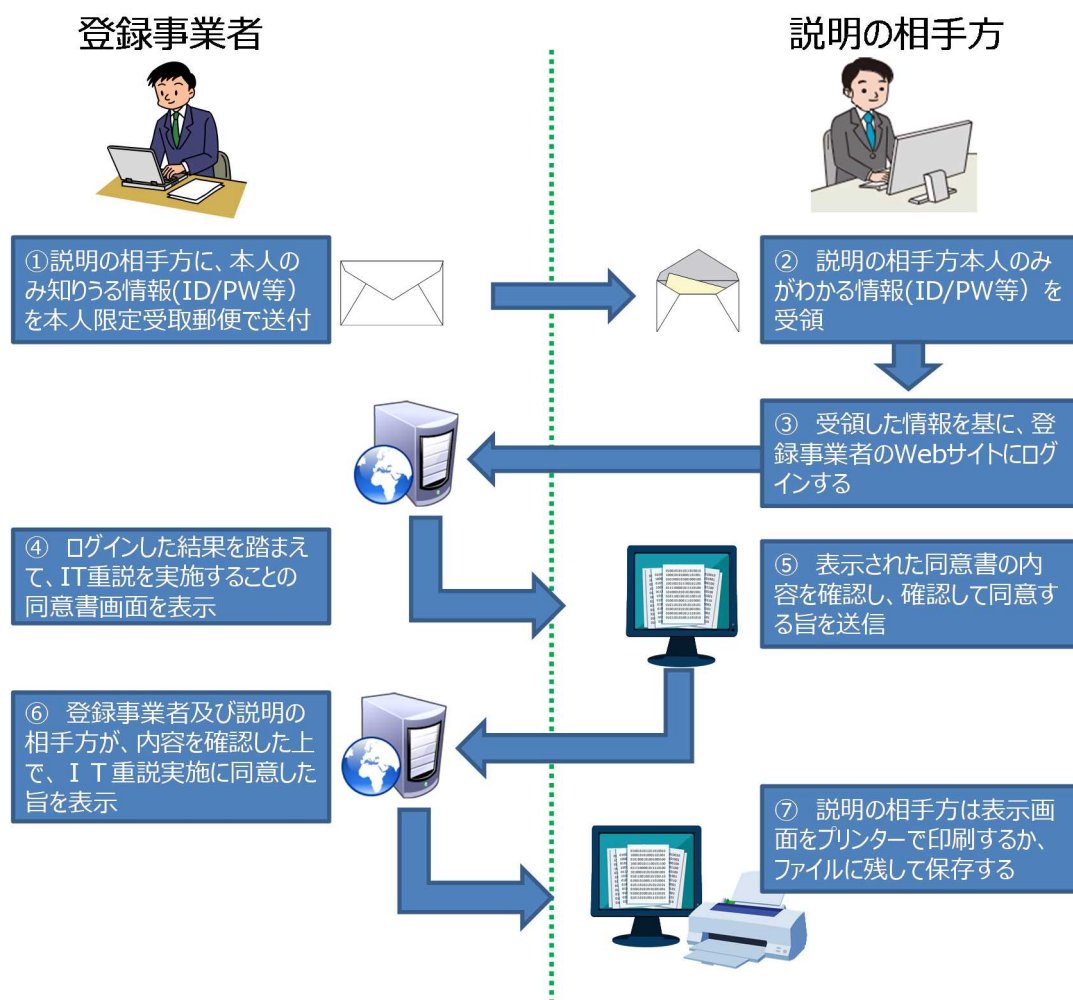 登録事業者
説明の相手方
①説明の相手方に、本人の
み知りうる情報(ID/PW等）
を本人限定受取郵便で送付
②　説明の相手方本人のみ
がわかる情報(ID/PW等）を
受領
③　受領した情報を基に、登
録事業者のWebサイトにログ
インする
④　ログインした結果を踏まえ
て、IT重説を実施することの
同意書画面を表示
⑤　表示された同意書の内
容を確認し、確認して同意す
る旨を送信
⑥　登録事業者及び説明の
相手方が、内容を確認した上
で、ＩＴ重説実施に同意した
旨を表示
⑦　説明の相手方は表示画
面をプリンターで印刷するか、
ファイルに残して保存する